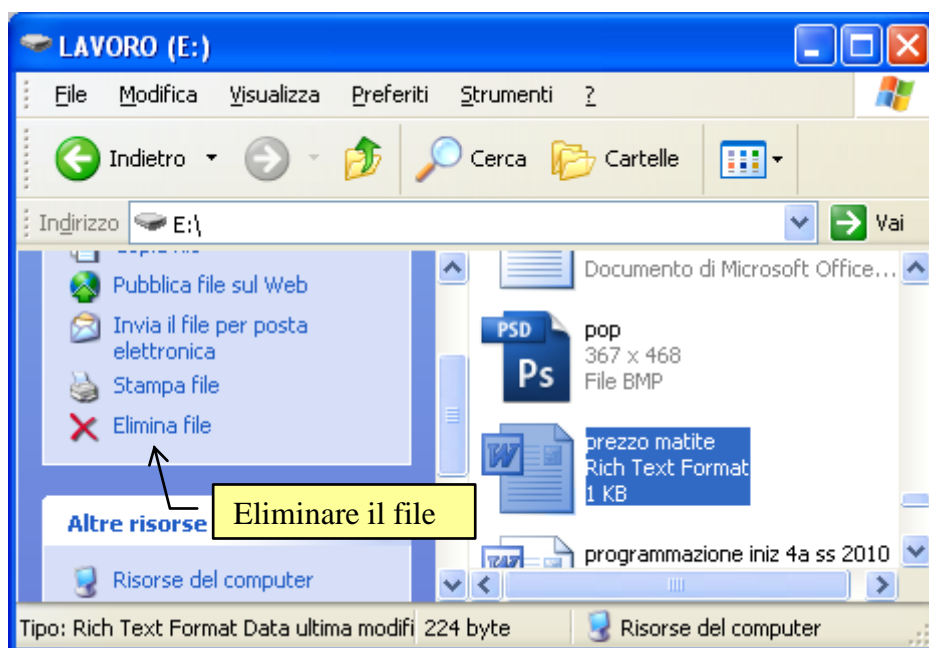 LAVORO (E:)
File Modifica Visualizza Preferiti Strumenti ?
Indietro Cerca Cartelle
Indirizzo E:\ Vai
Pubblica file sul Web
Invia il file per posta
elettronica
Stampa file
Elimina file
Eliminare il file
Altre risorse
Risorse del computer
Documento di Microsoft Office...
PSD
Ps
pop
367 x 468
File BMP
prezzo matite
Rich Text Format
1 KB
programmazione iniz 4a ss 2010
Tipo: Rich Text Format Data ultima modifi 224 byte Risorse del computer